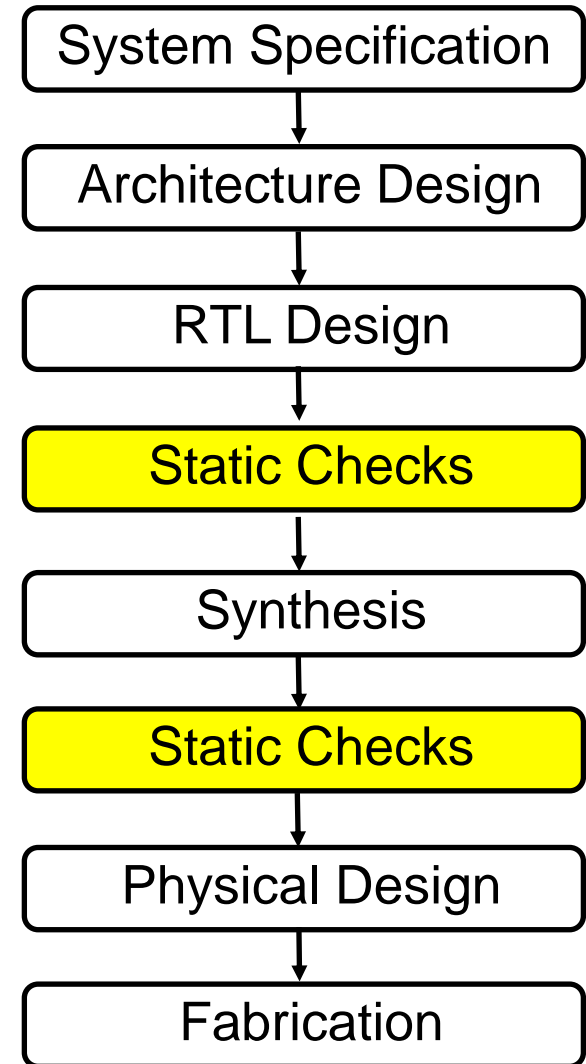 System Specification
Architecture Design
RTL Design
Static Checks
Synthesis
Static Checks
Physical Design
Fabrication